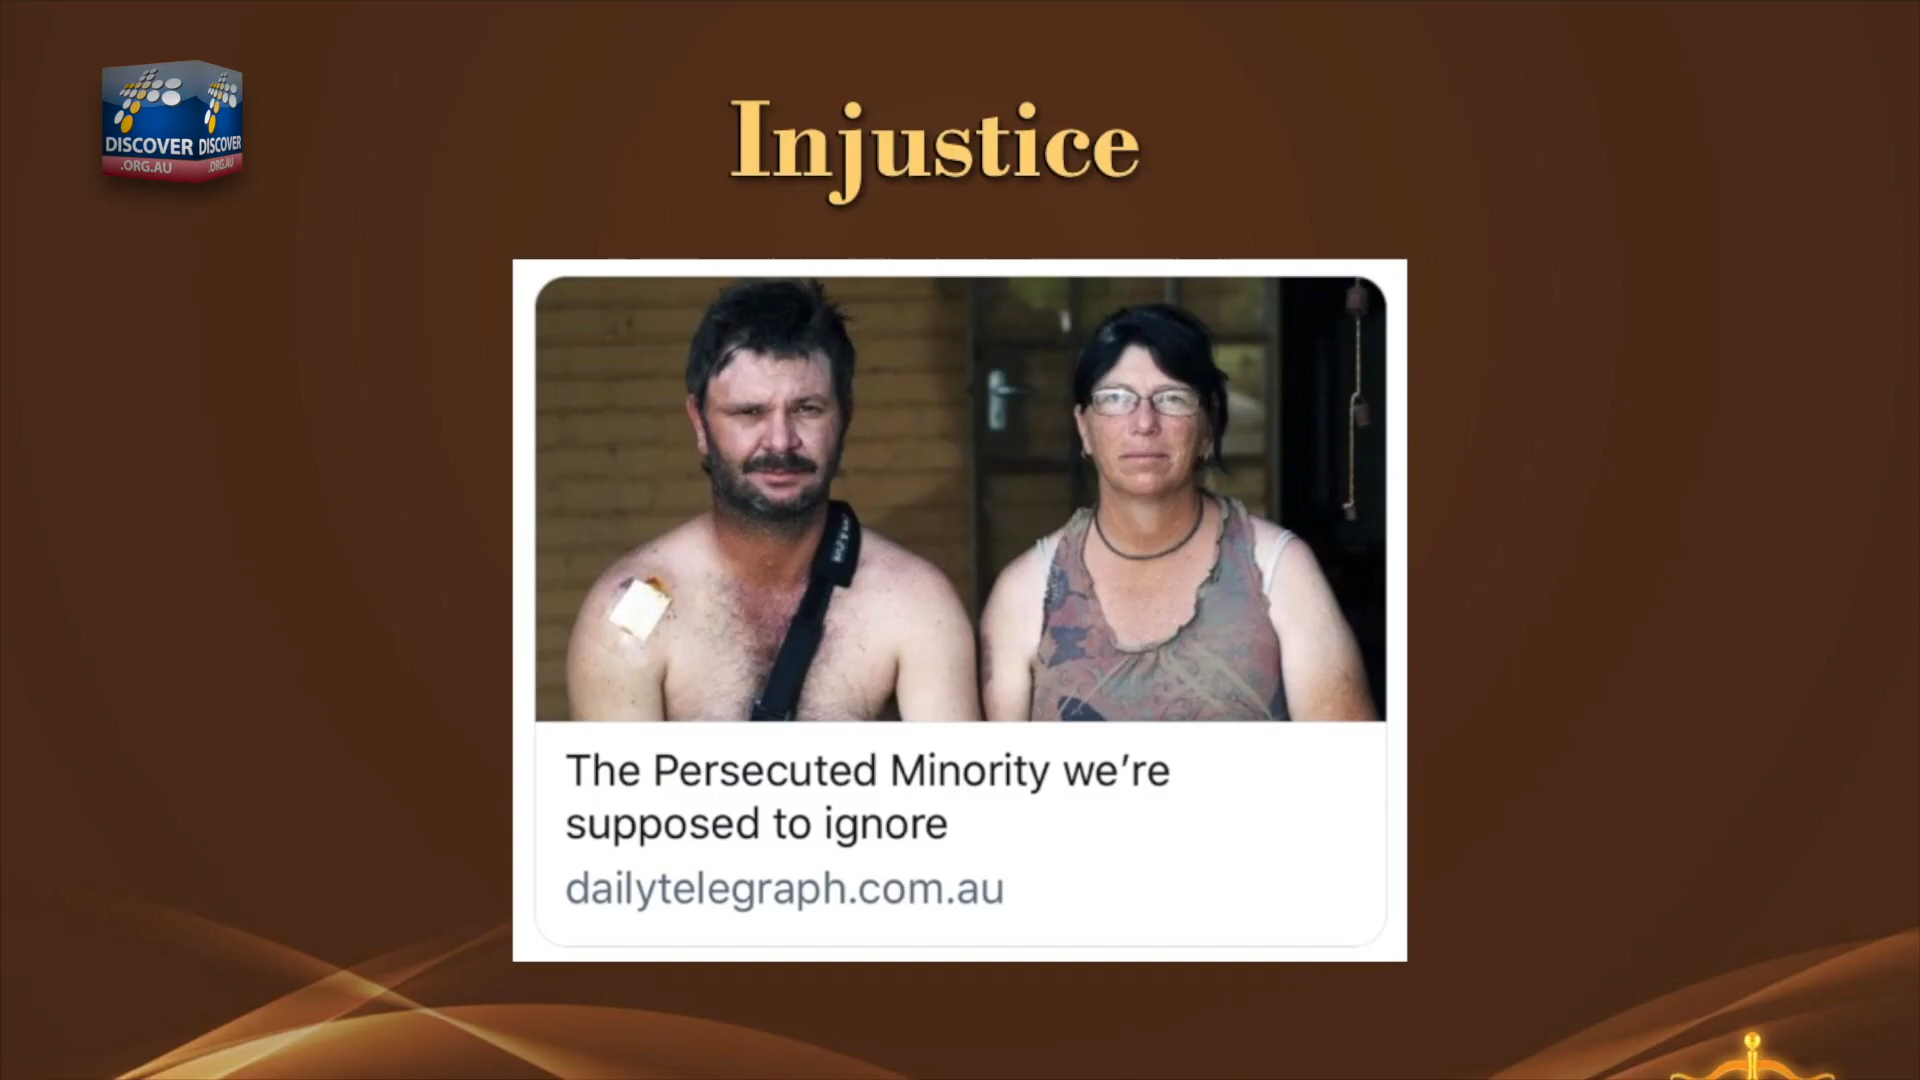 DISCOVER DISCOVER
.ORG.AU .ORG.AU
Injustice
The Persecuted Minority we’re
supposed to ignore
dailytelegraph.com.au